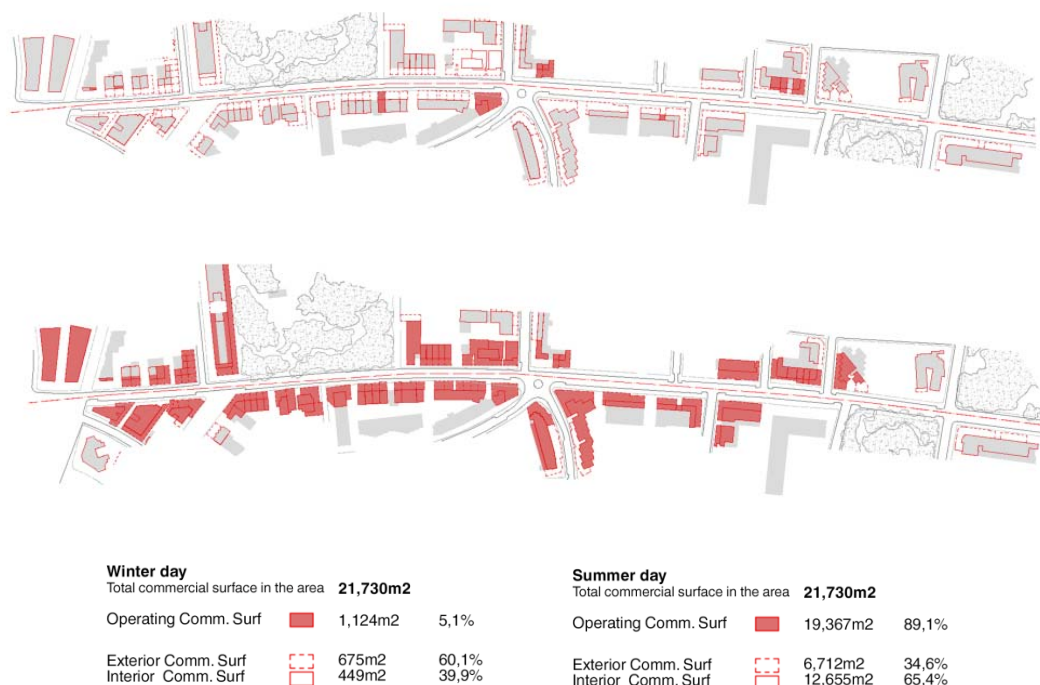 Winter day
Total commercial surface in the area 21,730m2
Operating Comm. Surf 1,124m2 5,1%
Exterior Comm. Surf 675m2 60,1%
Interior Comm. Surf 449m2 39,9%
Summer day
Total commercial surface in the area 21,730m2
Operating Comm. Surf 19,367m2 89,1%
Exterior Comm. Surf 6,712m2 34,6%
Interior Comm. Surf 12.655m2 65.4%